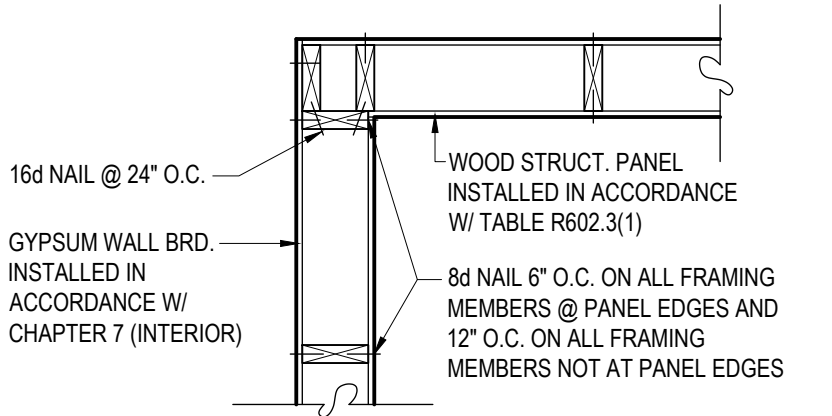 16d NAIL @ 24" O.C.
GYPSUM WALL BRD.
INSTALLED IN
ACCORDANCE W/
CHAPTER 7 (INTERIOR)
WOOD STRUCT. PANEL
INSTALLED IN ACCORDANCE
W/ TABLE R602.3(1)
8d NAIL 6" O.C. ON ALL FRAMING
MEMBERS @ PANEL EDGES AND
12" O.C. ON ALL FRAMING
MEMBERS NOT AT PANEL EDGES